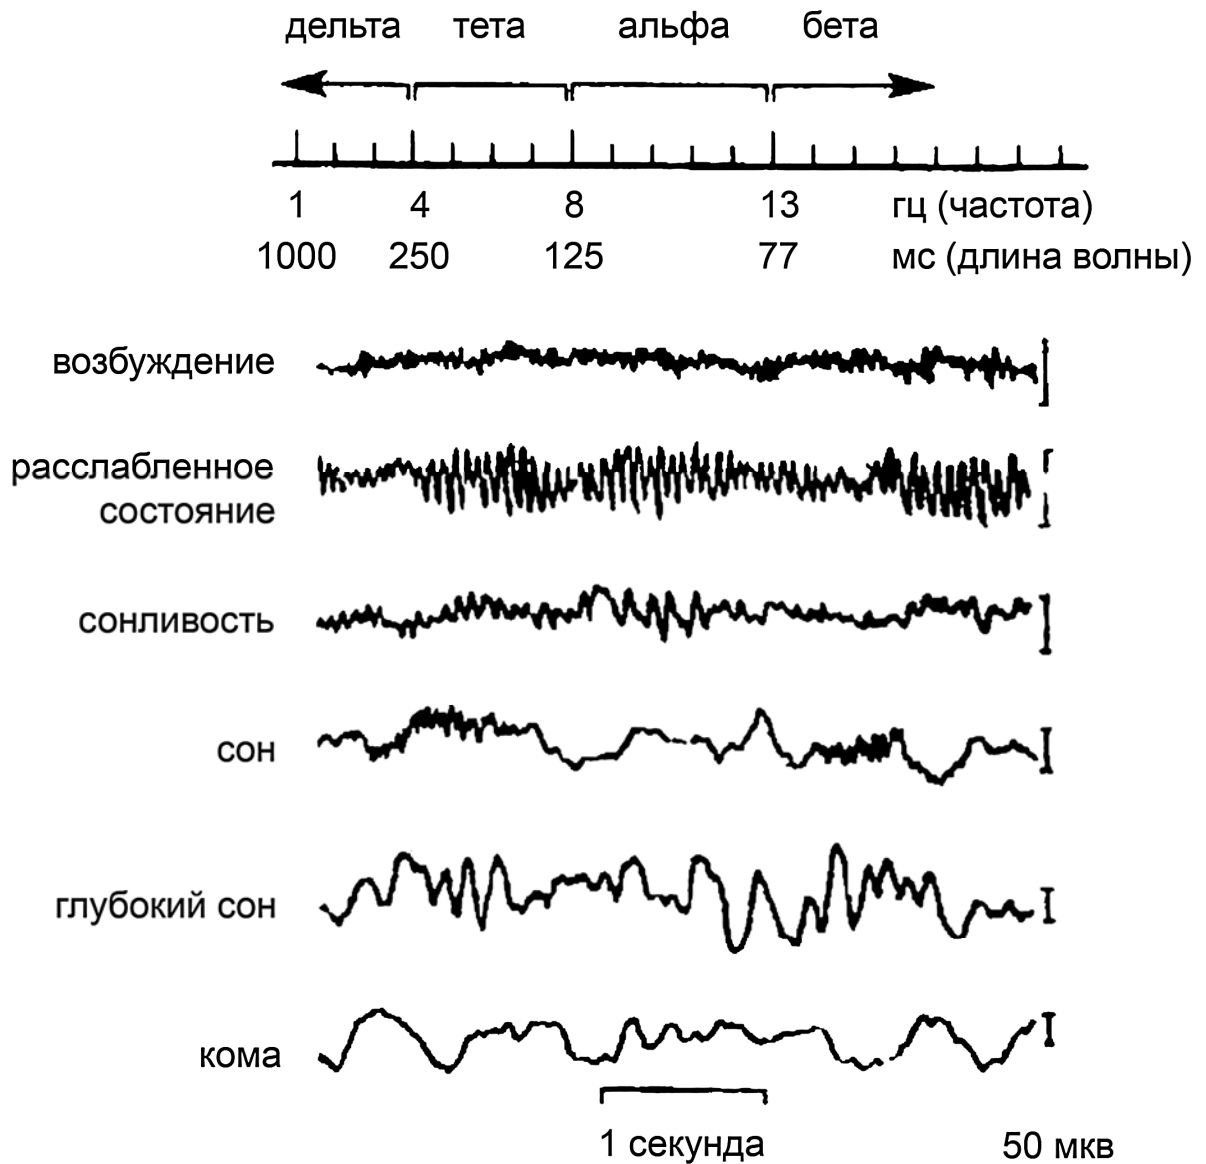 дельта тета альфа бета
1 4 8 13 гц (частота)
1000 250 125 77 мс (длина волны)
возбуждение
расслабленное
состояние
сонливость
сон
глубокий сон
кома
1 секунда 50 мкв